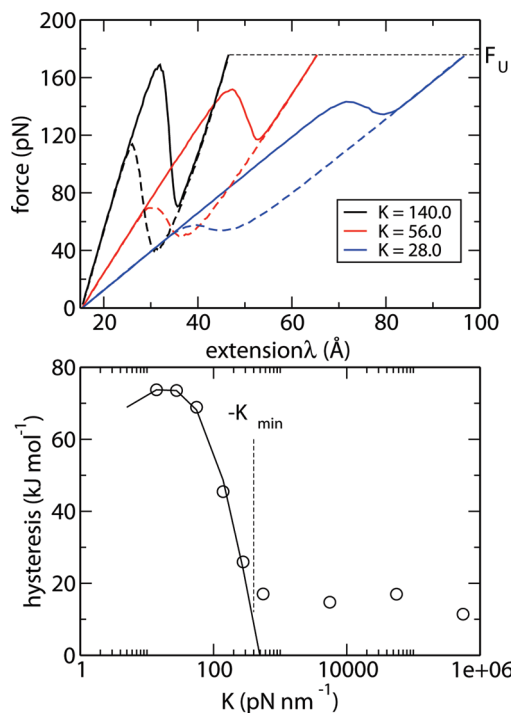 200
160
120
80
40
0
force (pN)
F U
K = 140.0
K = 56.0
K = 28.0
20 40 60 80 100
extensionλ (Å)
80
60
40
20
0
hysteresis (kJ mol-1)
-K min
1 100 10000 1e+06
K (pN nm-1)